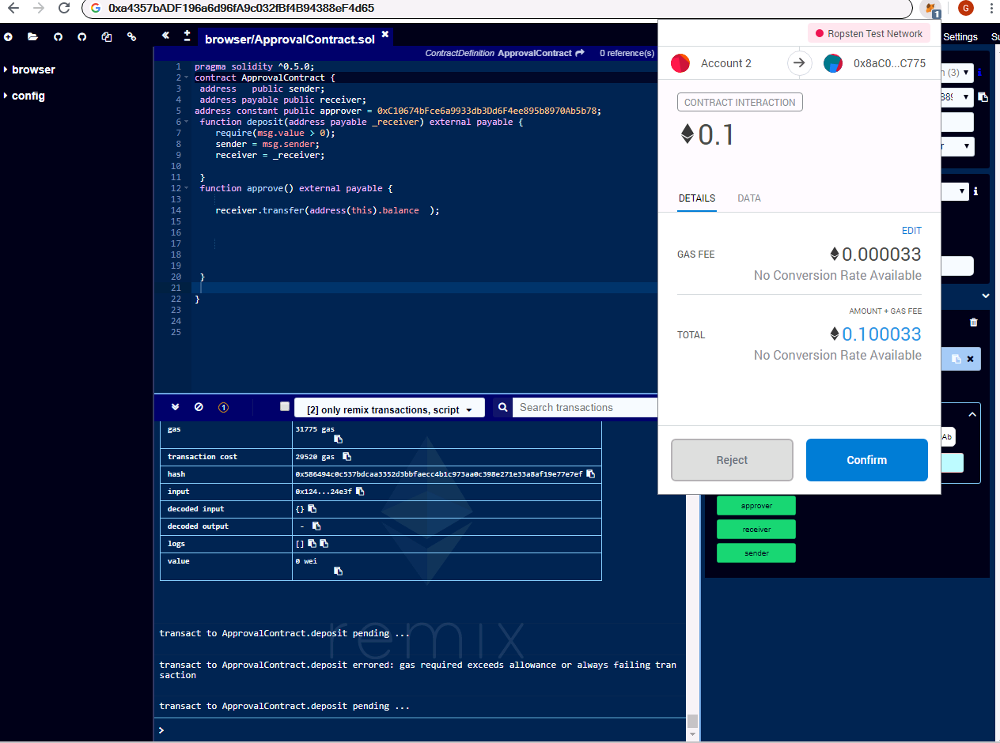 0xa4357bADF196a6d96fA9c032fBf4B94388eF4d65
G
1
browser/ApprovalContract.sol
ContractDefinition ApprovalContract 0 reference(s)
browser
config
1 pragma solidity ^0.5.0;
2 contract ApprovalContract {
3 address public sender;
4 address payable public receiver;
5 address constant public approver = 0xC10674bFce6a9933db3Dd6F4ee895b8970Ab5b78;
6 function deposit(address payable _receiver) external payable {
7 require(msg.value > 0);
8 sender = msg.sender;
9 receiver = _receiver;
10
11 }
12 function approve() external payable {
13
14 receiver.transfer(address(this).balance );
15
16
17
18
19
20 }
21
22 }
23
24
25
1
[2] only remix transactions, script
Search transactions
gas 31775 gas
transaction cost 29520 gas
hash 0x586494c0c537bdcaa3352d3bbfaecc4b1c973aa0c398e271e33a8af19e77e7ef
input 0x124...24e3f
decoded input {}
decoded output -
logs []
value 0 wei
remix
transact to ApprovalContract.deposit pending ...
transact to ApprovalContract.deposit errored: gas required exceeds allowance or always failing tran
saction
transact to ApprovalContract.deposit pending ...
>
Ropsten Test Network
Account 2
0x8aC0...C775
CONTRACT INTERACTION
0.1
DETAILS
DATA
EDIT
GAS FEE
0.000033
No Conversion Rate Available
AMOUNT + GAS FEE
TOTAL
0.100033
No Conversion Rate Available
Reject
Confirm
Settings
(3)
Ab
approver
receiver
sender